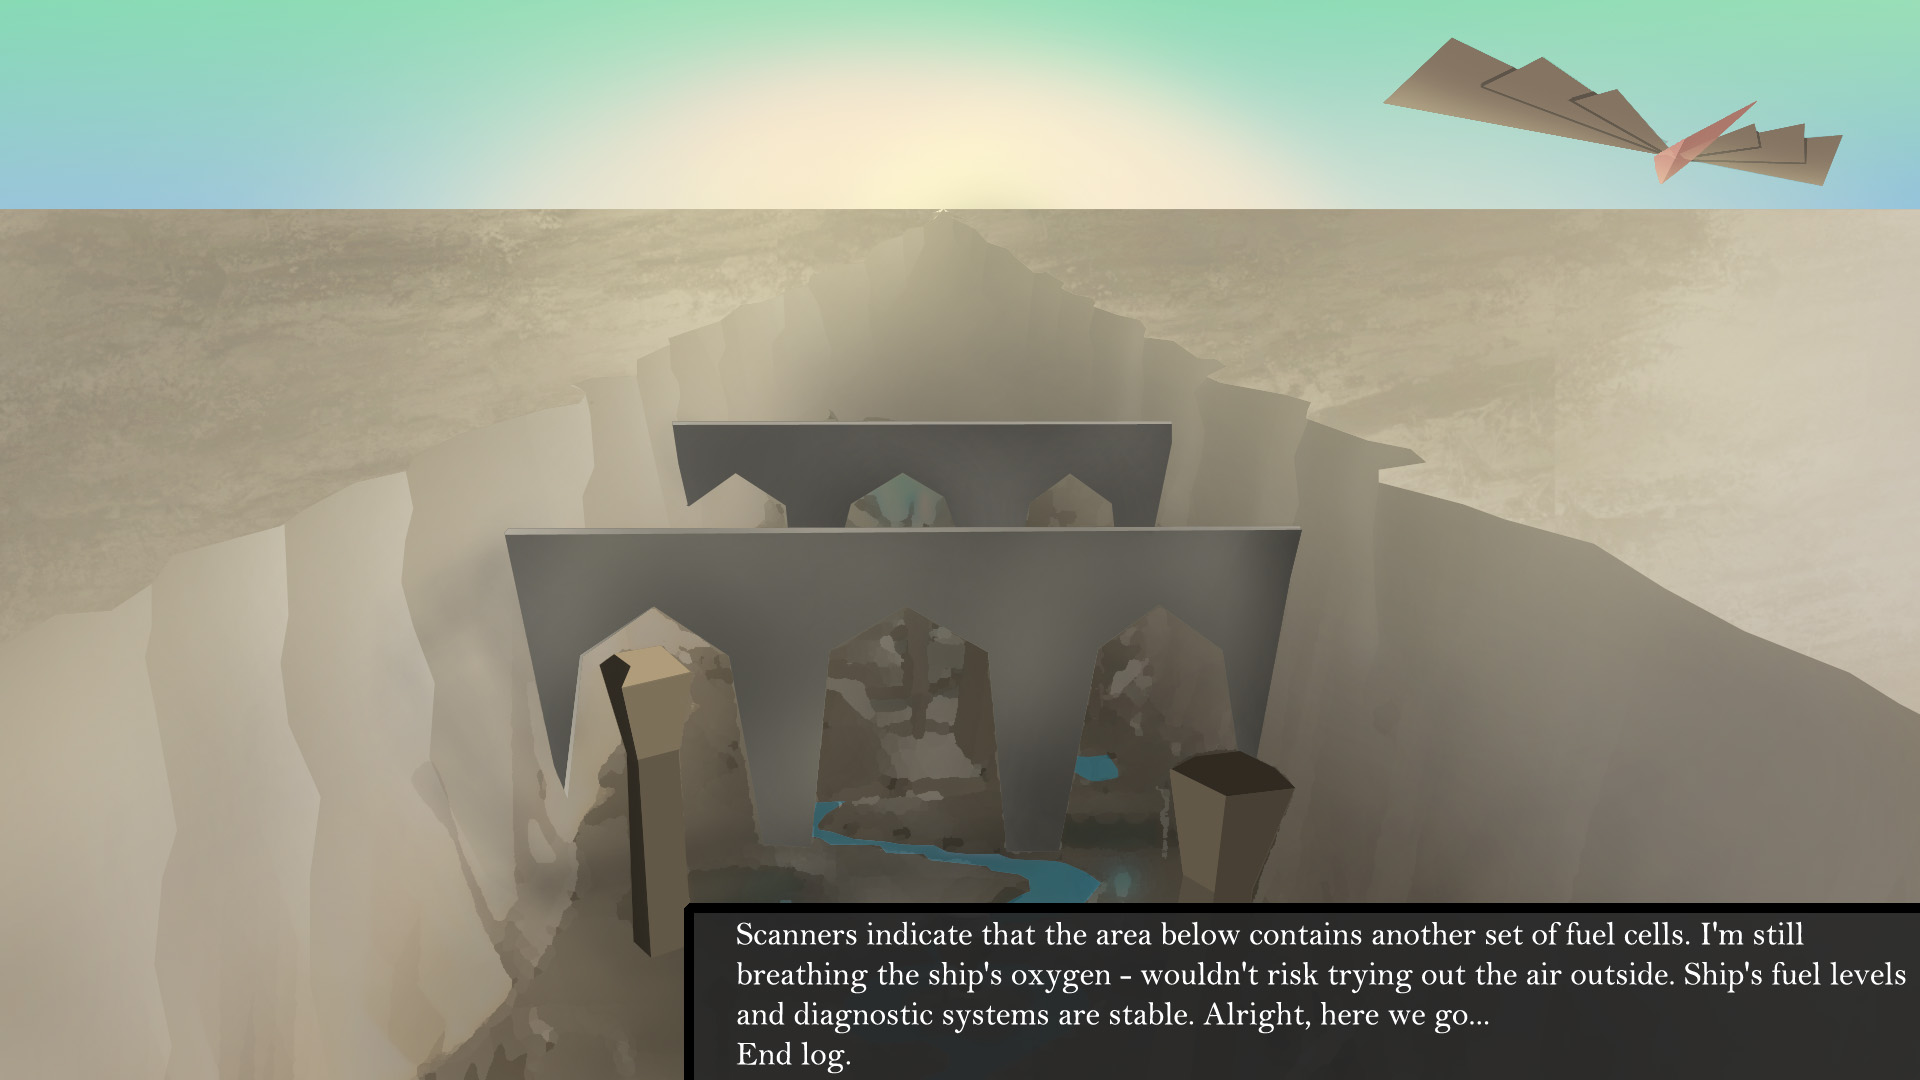 Scanners indicate that the area below contains another set of fuel cells. I'm still
breathing the ship's oxygen - wouldn't risk trying out the air outside. Ship's fuel levels
and diagnostic systems are stable. Alright, here we go...
End log.